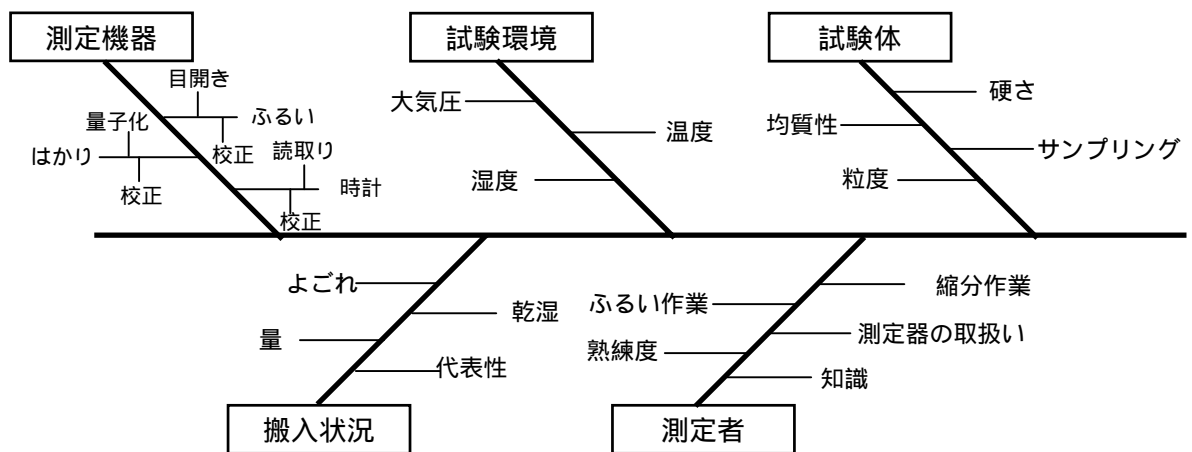 測定機器
試験環境
試験体
目開き
量子化
ふるい
はかり
校正
読取り
校正
時計
校正
大気圧
温度
湿度
硬さ
均質性
サンプリング
粒度
よごれ
乾湿
量
代表性
縮分作業
ふるい作業
測定器の取扱い
熟練度
知識
搬入状況
測定者